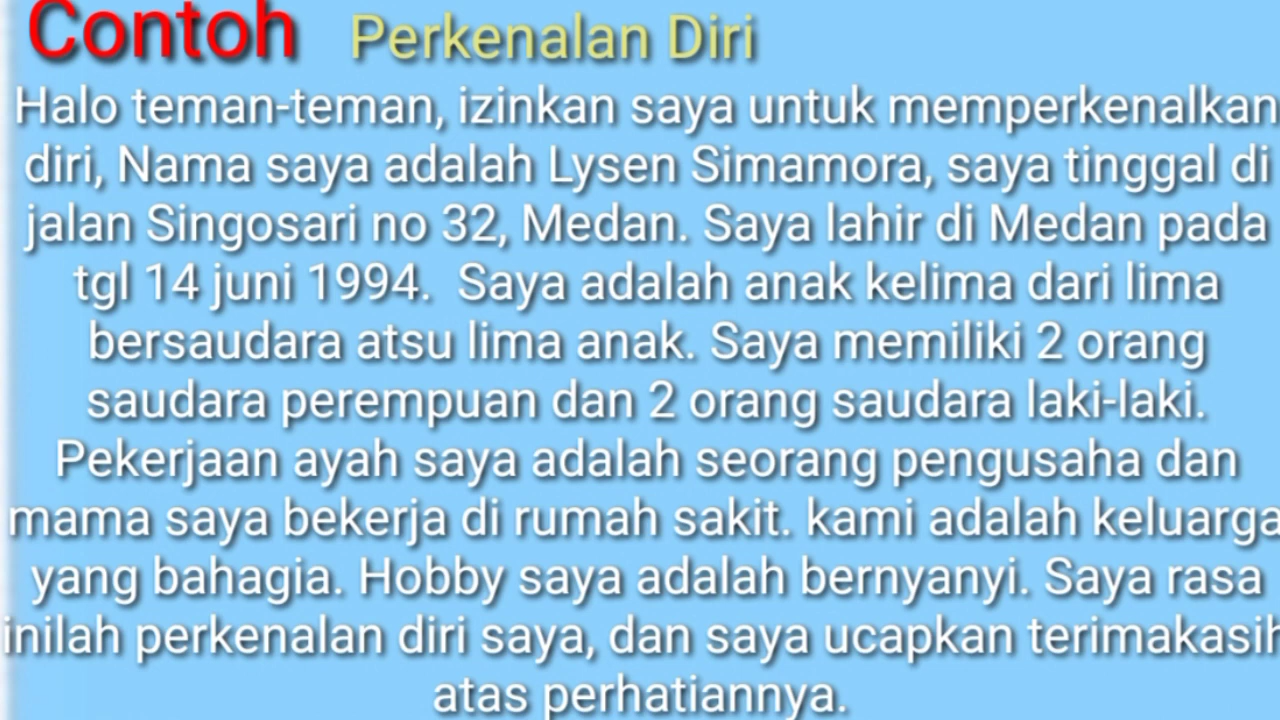 Contoh Perkenalan Diri
Halo teman-teman, izinkan saya untuk memperkenalkan
diri, Nama saya adalah Lysen Simamora, saya tinggal di
jalan Singosari no 32, Medan. Saya lahir di Medan pada
tgl 14 juni 1994. Saya adalah anak kelima dari lima
bersaudara atsu lima anak. Saya memiliki 2 orang
saudara perempuan dan 2 orang saudara laki-laki.
Pekerjaan ayah saya adalah seorang pengusaha dan
mama saya bekerja di rumah sakit. kami adalah keluarga
yang bahagia. Hobby saya adalah bernyanyi. Saya rasa
inilah perkenalan diri saya, dan saya ucapkan terimakasih
atas perhatiannya.